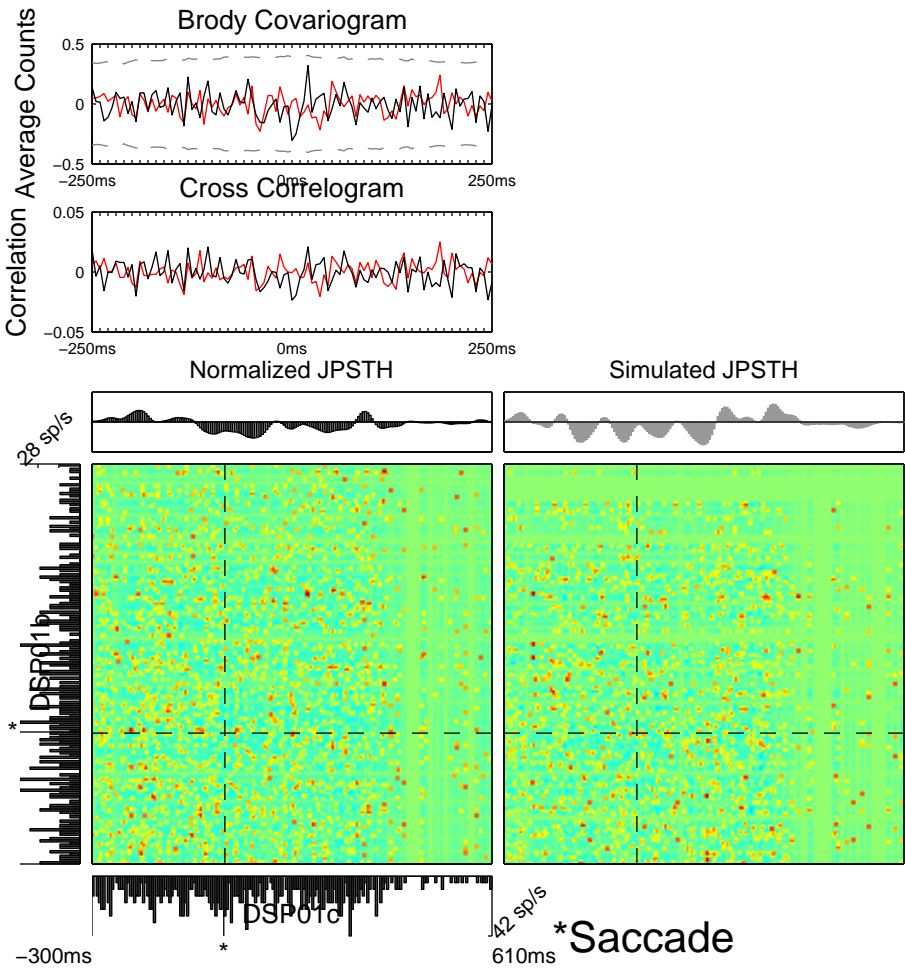 Brody Covariogram
Average Counts
0.5
0
−0.5
−250ms
0ms
250ms
Cross Correlogram
Correlation
0.05
0
−0.05
−250ms
0ms
250ms
Normalized JPSTH
Simulated JPSTH
28 sp/s
DSP01b
*
DSP01c
42 sp/s
*
−300ms
610ms
*Saccade